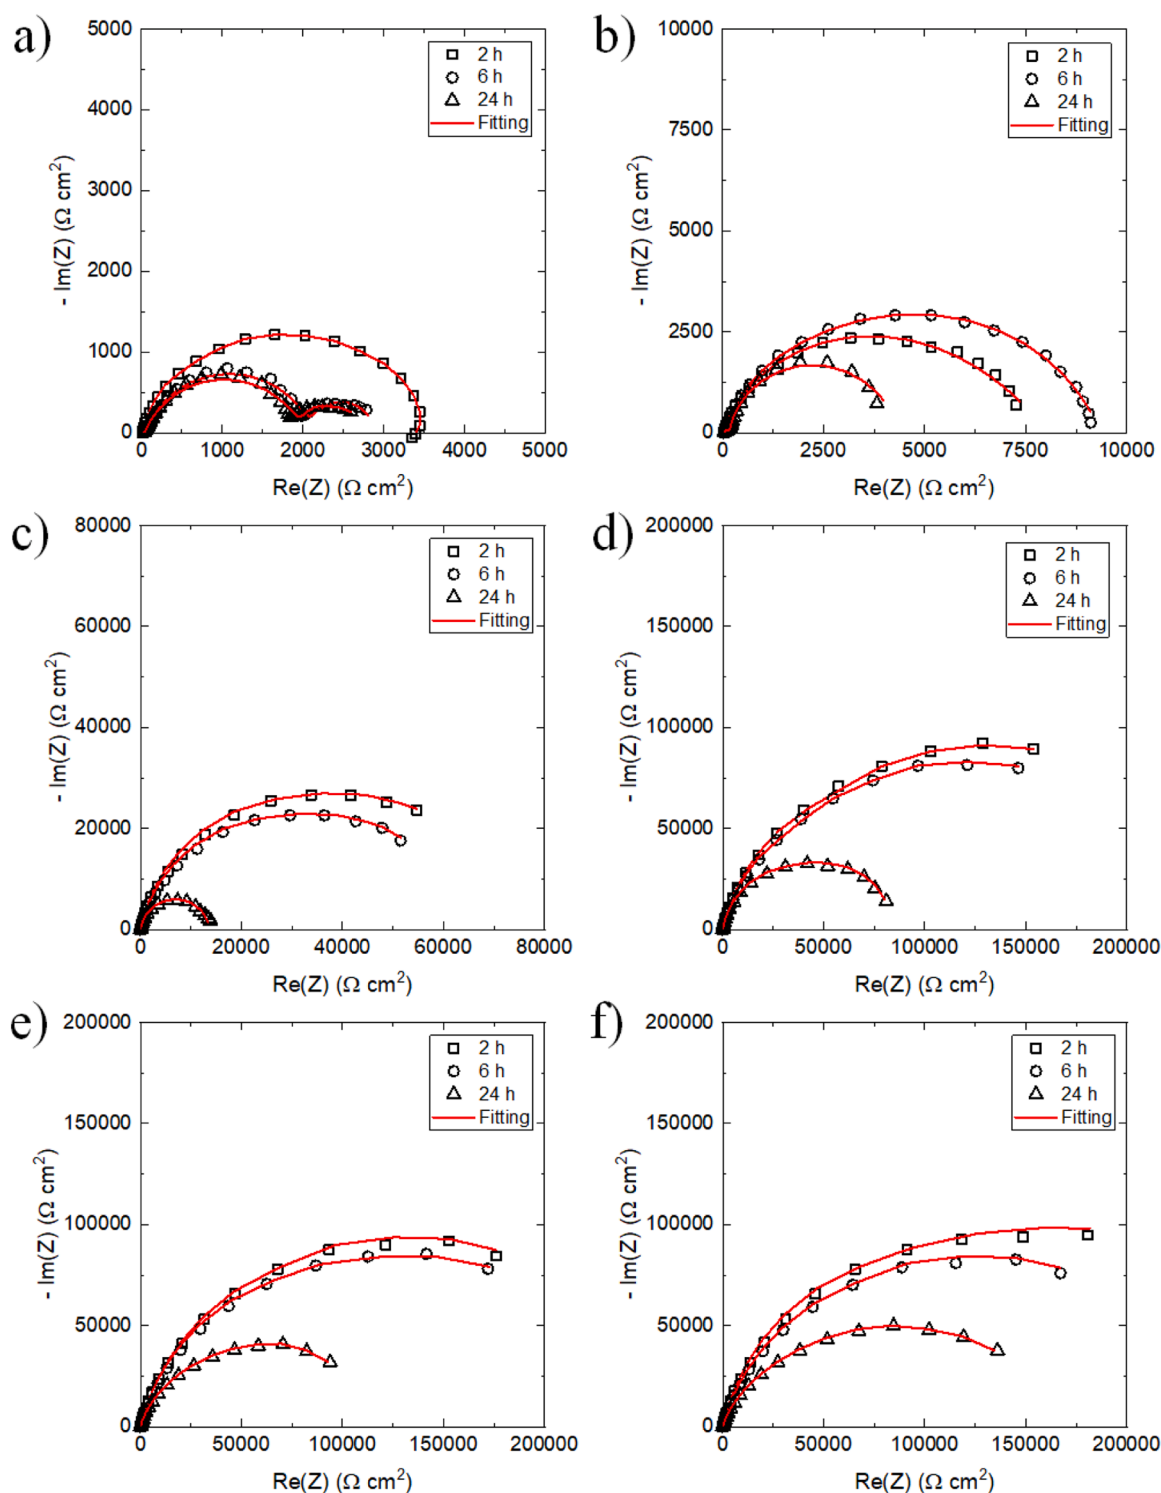 a)
5000
4000
3000
2000
1000
0
- Im(Z) (Ω cm²)
2 h
6 h
24 h
Fitting
0 1000 2000 3000 4000 5000
Re(Z) (Ω cm²)
b)
10000
7500
5000
2500
0
- Im(Z) (Ω cm²)
2 h
6 h
24 h
Fitting
0 2500 5000 7500 10000
Re(Z) (Ω cm²)
c)
80000
60000
40000
20000
0
- Im(Z) (Ω cm²)
2 h
6 h
24 h
Fitting
0 20000 40000 60000 80000
Re(Z) (Ω cm²)
d)
200000
150000
100000
50000
0
- Im(Z) (Ω cm²)
2 h
6 h
24 h
Fitting
0 50000 100000 150000 200000
Re(Z) (Ω cm²)
e)
200000
150000
100000
50000
0
- Im(Z) (Ω cm²)
2 h
6 h
24 h
Fitting
0 50000 100000 150000 200000
Re(Z) (Ω cm²)
f)
200000
150000
100000
50000
0
- Im(Z) (Ω cm²)
2 h
6 h
24 h
Fitting
0 50000 100000 150000 200000
Re(Z) (Ω cm²)